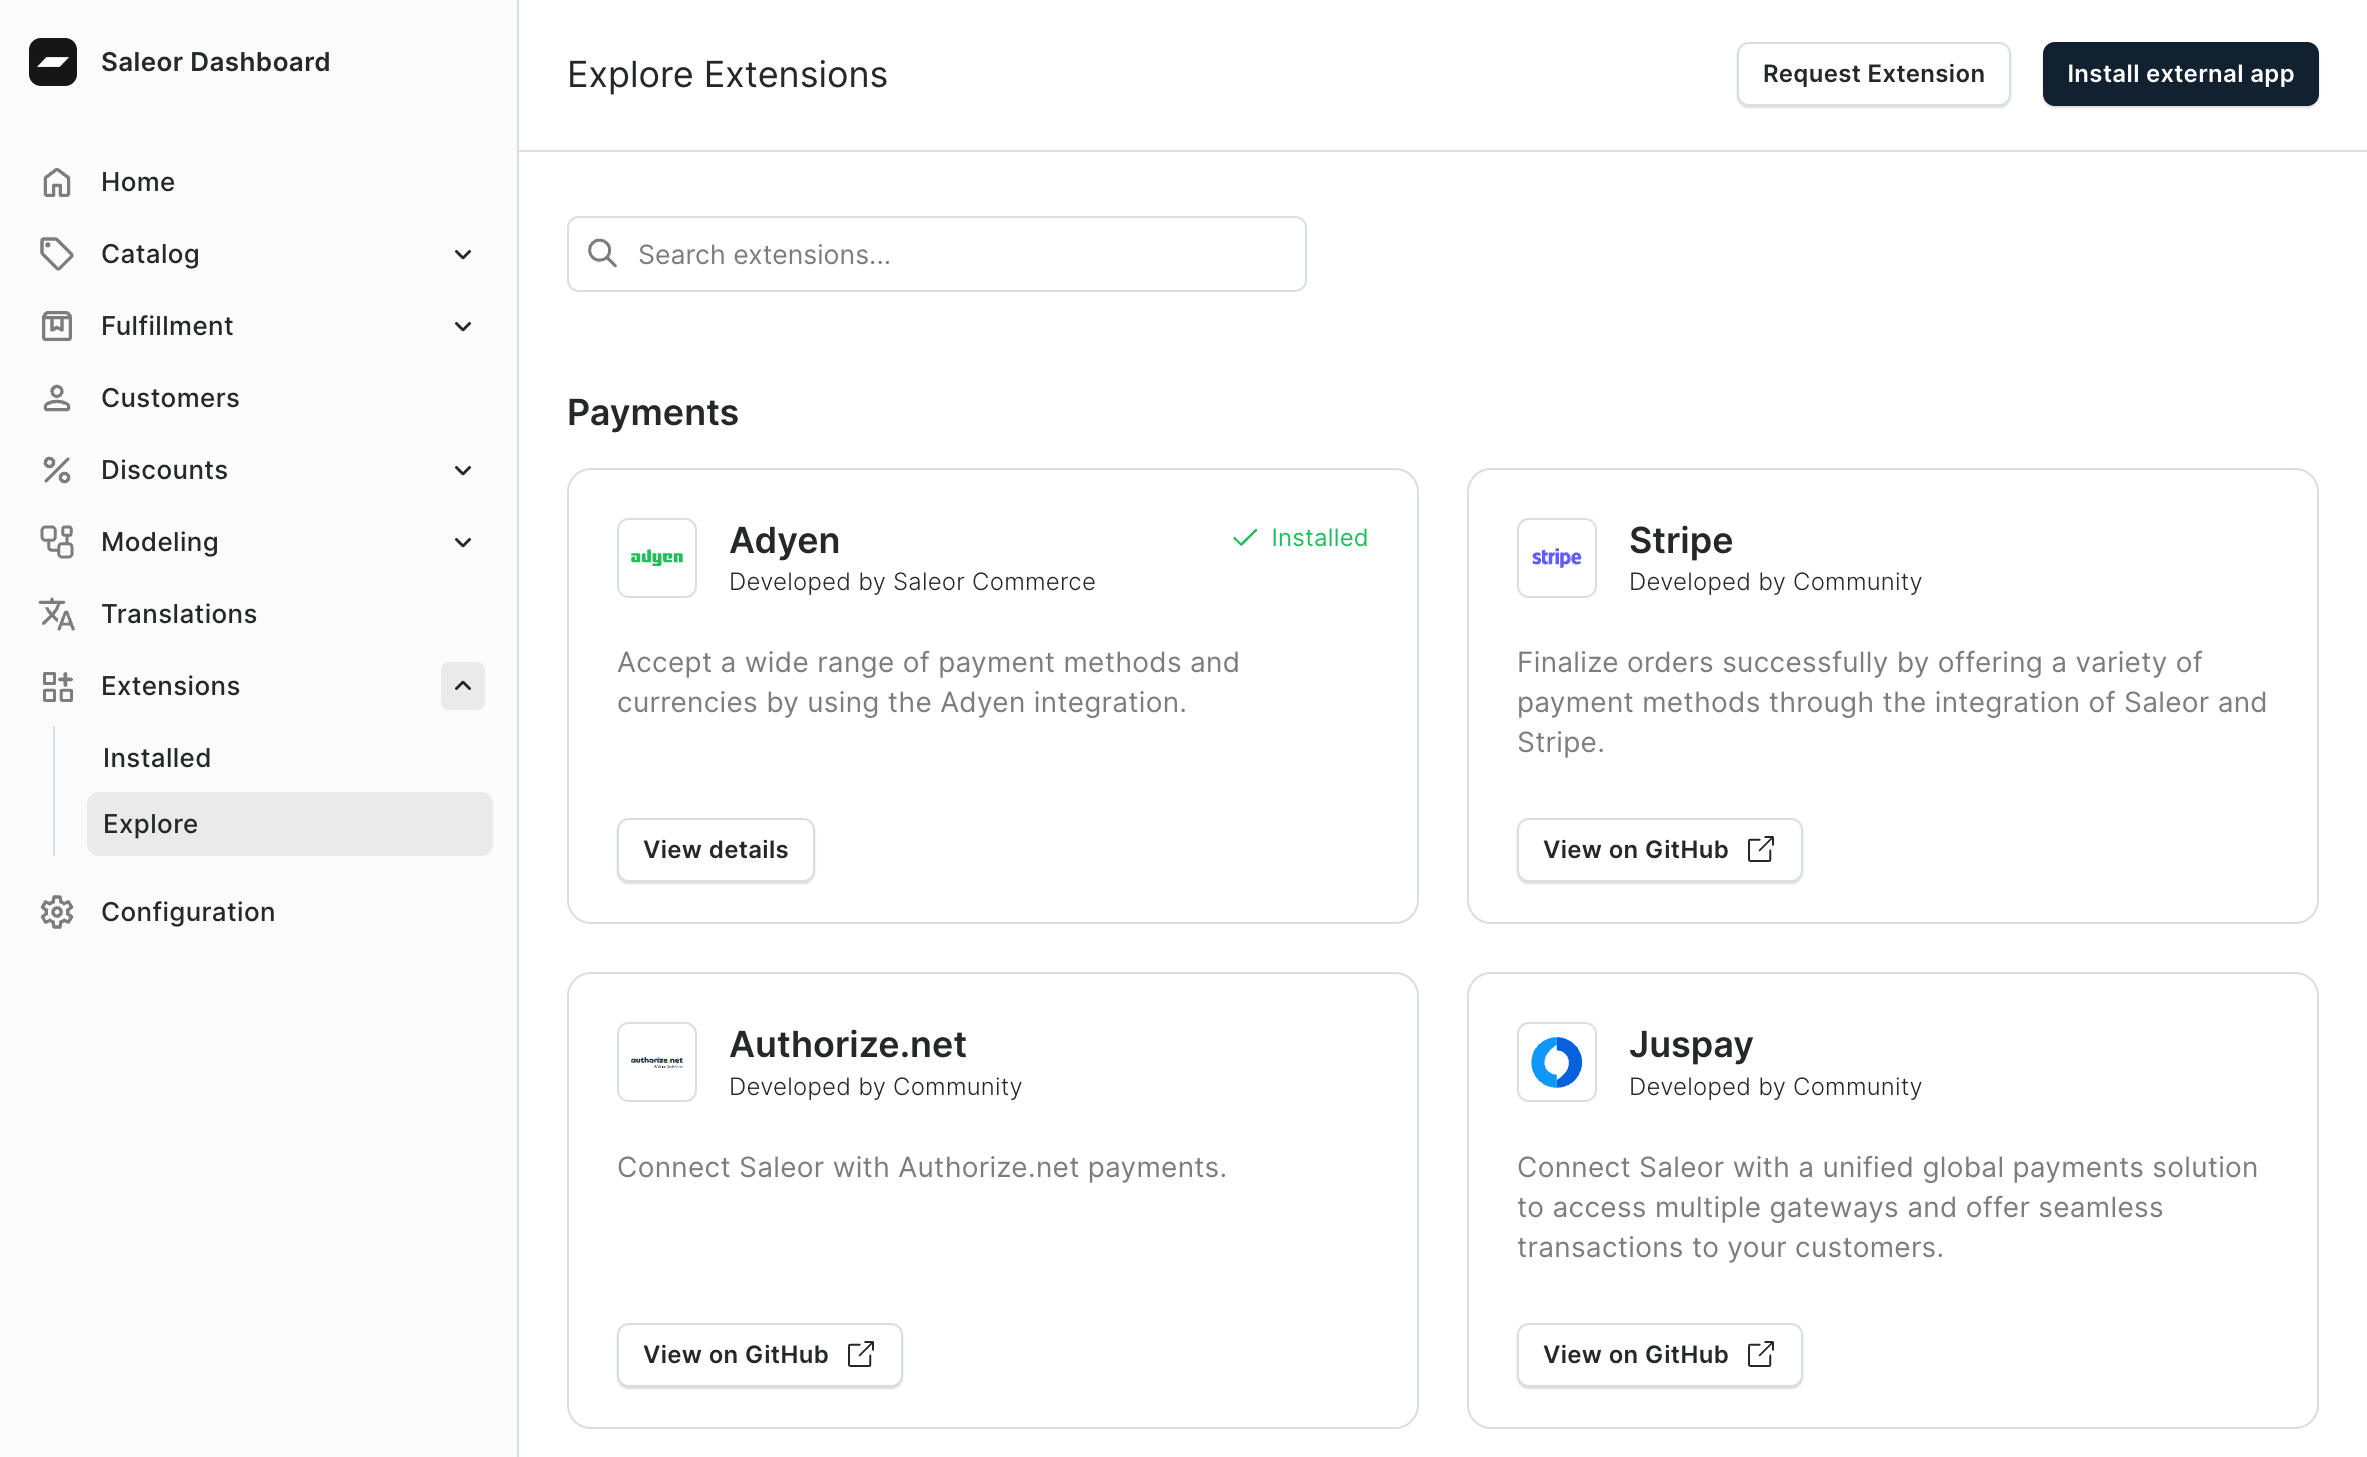 Saleor Dashboard
Home
Catalog
Fulfillment
Customers
Discounts
Modeling
Translations
Extensions
Installed
Explore
Configuration
Explore Extensions
Request Extension
Install external app
Search extensions...
Payments
adyen
Adyen
Installed
Developed by Saleor Commerce
Accept a wide range of payment methods and
currencies by using the Adyen integration.
View details
stripe
Stripe
Developed by Community
Finalize orders successfully by offering a variety of
payment methods through the integration of Saleor and
Stripe.
View on GitHub
authorize.net
Authorize.net
Developed by Community
Connect Saleor with Authorize.net payments.
View on GitHub
Juspay
Developed by Community
Connect Saleor with a unified global payments solution
to access multiple gateways and offer seamless
transactions to your customers.
View on GitHub